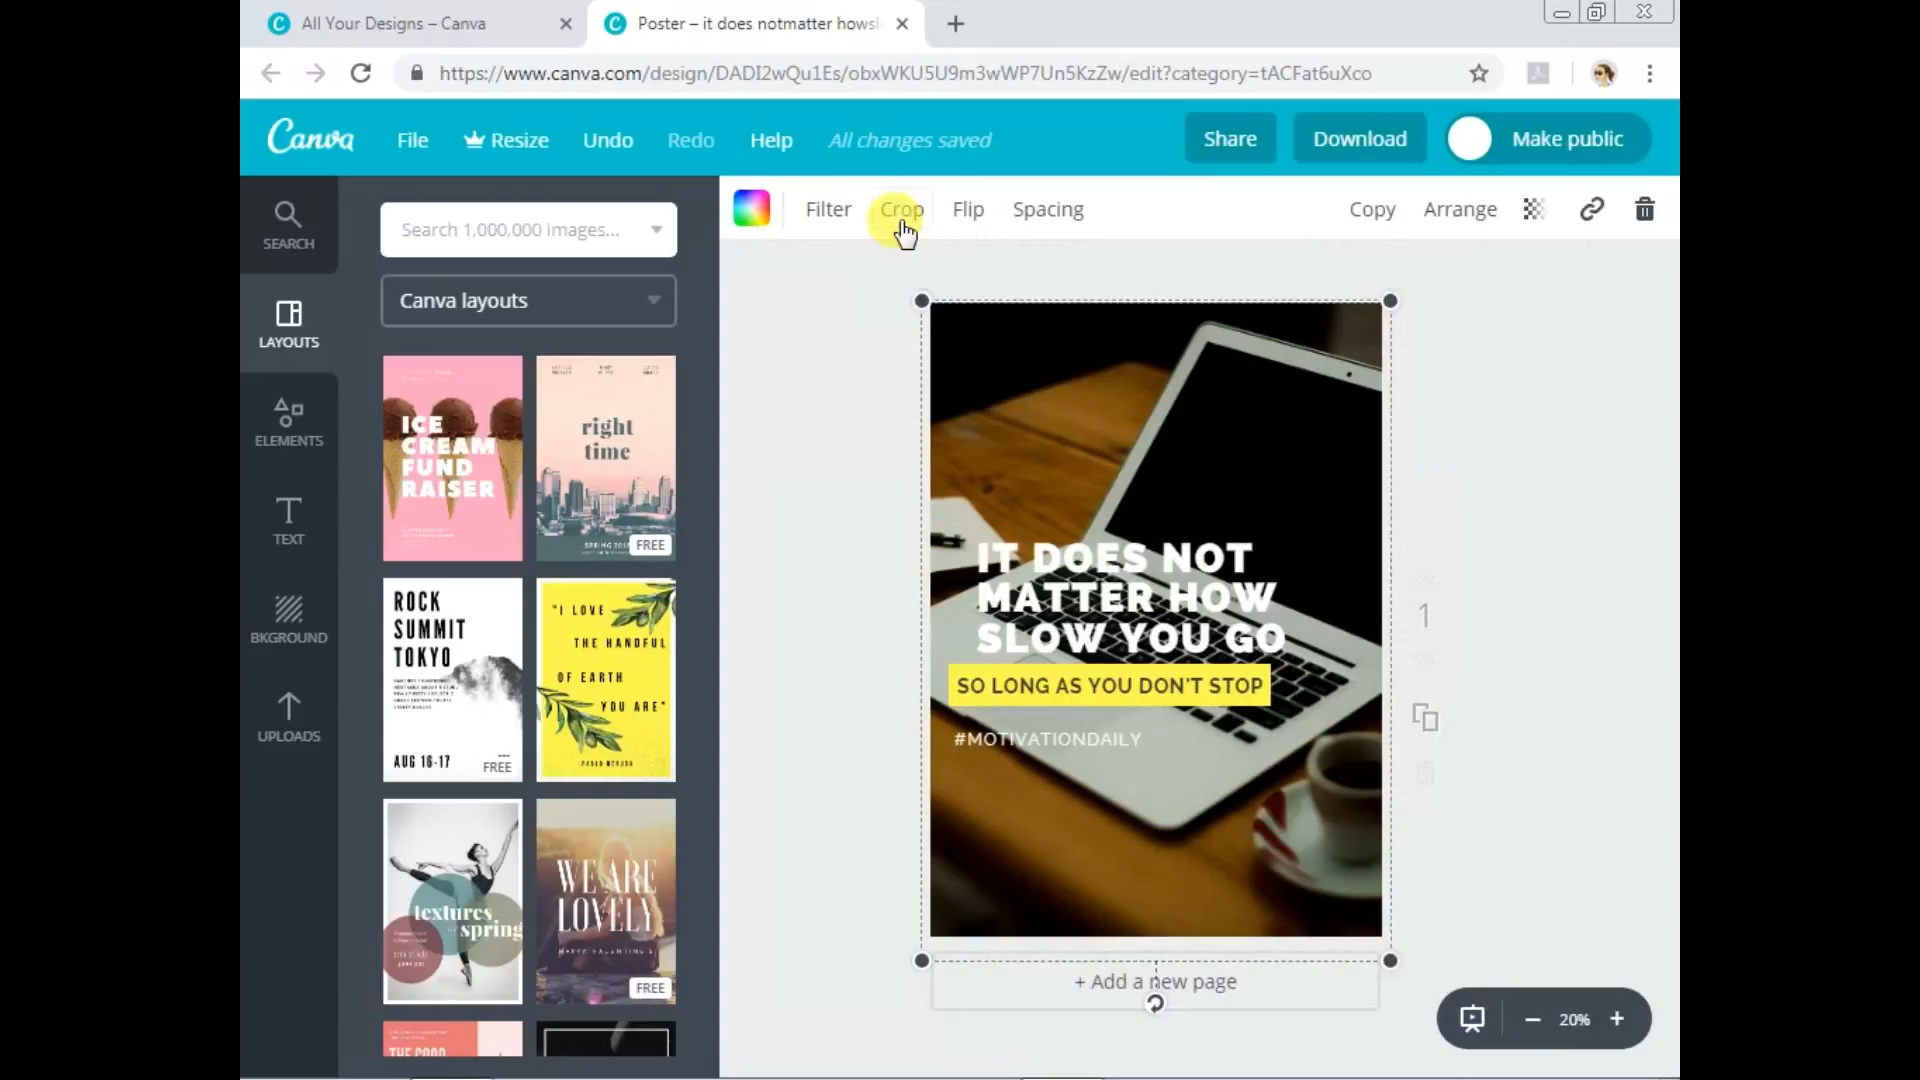 All Your Designs – Canva
Poster – it does notmatter hows
https://www.canva.com/design/DADI2wQu1Es/obxWKU5U9m3wWP7Un5KzZw/edit?category=tACFat6uXco
Canva File Resize Undo Redo Help All changes saved Share Download Make public
Filter Crop Flip Spacing Copy Arrange
SEARCH
LAYOUTS
ELEMENTS
TEXT
BKGROUND
UPLOADS
Search 1,000,000 images...
Canva layouts
ICE
CREAM
FUND
RAISER
right
time
FREE
ROCK
SUMMIT
TOKYO
AUG 16-17
FREE
"I LOVE
THE HANDFUL
OF EARTH
YOU ARE"
textures
spring
WE ARE
LOVELY
FREE
THE GOOD
IT DOES NOT
MATTER HOW
SLOW YOU GO
SO LONG AS YOU DON'T STOP
#MOTIVATIONDAILY
1
+ Add a new page
20%